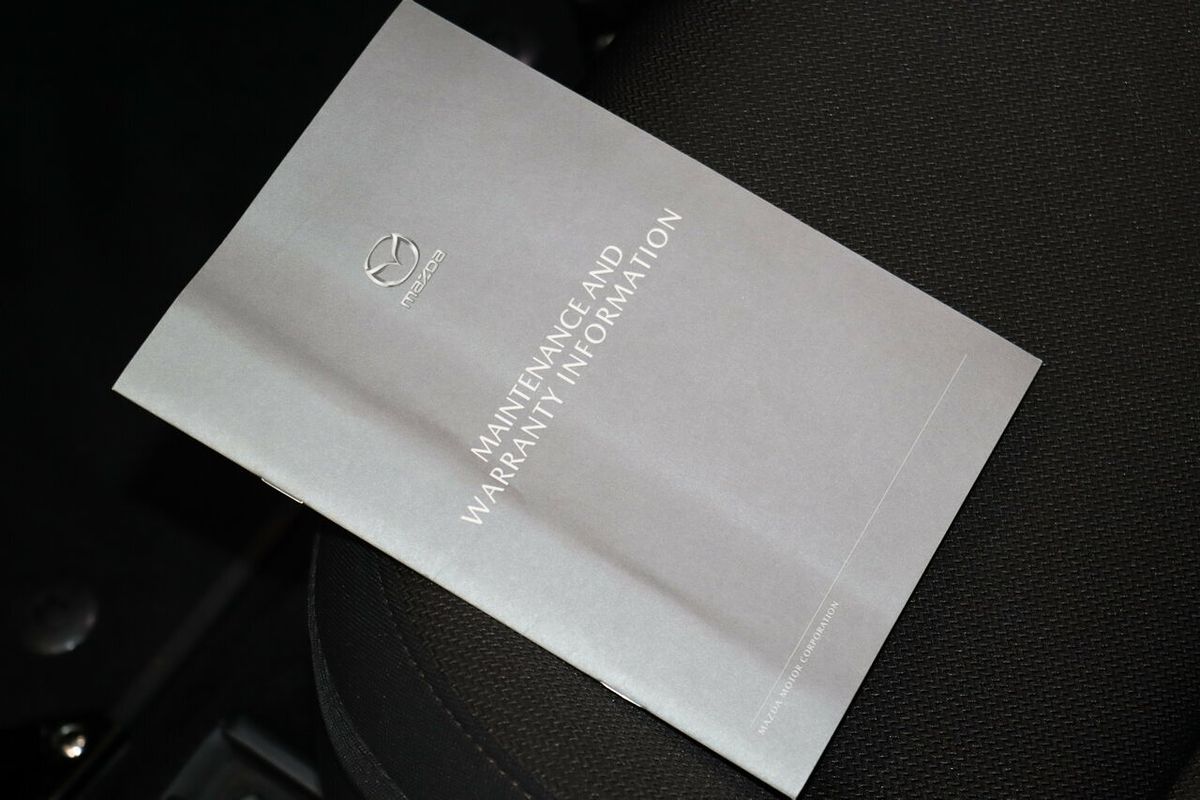 mazda
MAINTENANCE AND
WARRANTY INFORMATION
MAZDA MOTOR CORPORATION